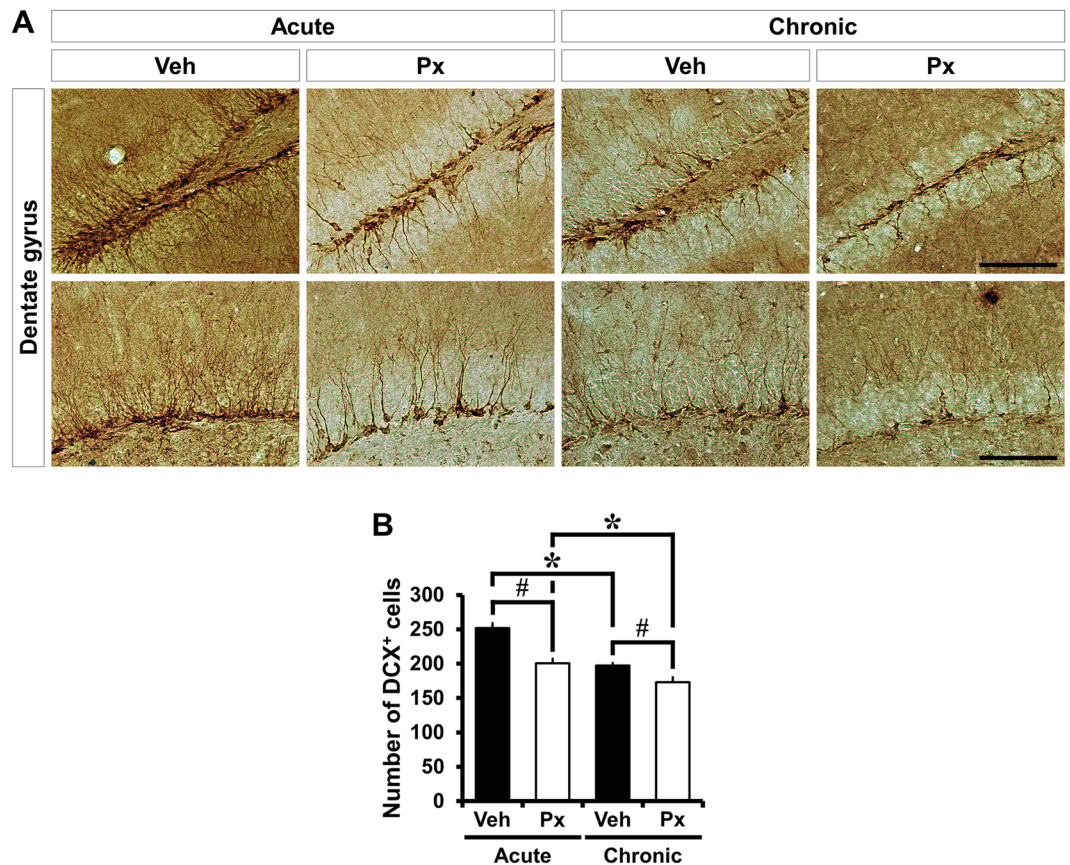 A
Acute
Chronic
Veh
Px
Veh
Px
Dentate gyrus
B
*
*
#
#
Number of DCX⁺ cells
300
250
200
150
100
50
0
Veh
Px
Veh
Px
Acute
Chronic